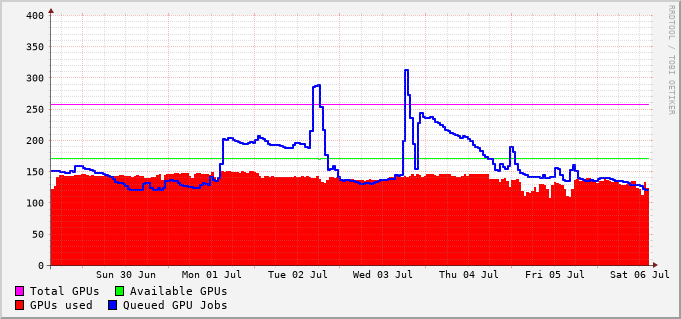 400
350
300
250
200
150
100
50
0
Sun 30 Jun Mon 01 Jul Tue 02 Jul Wed 03 Jul Thu 04 Jul Fri 05 Jul Sat 06 Jul
Total GPUs Available GPUs
GPUs used Queued GPU Jobs
RRDTOOL / TOBI OETIKER